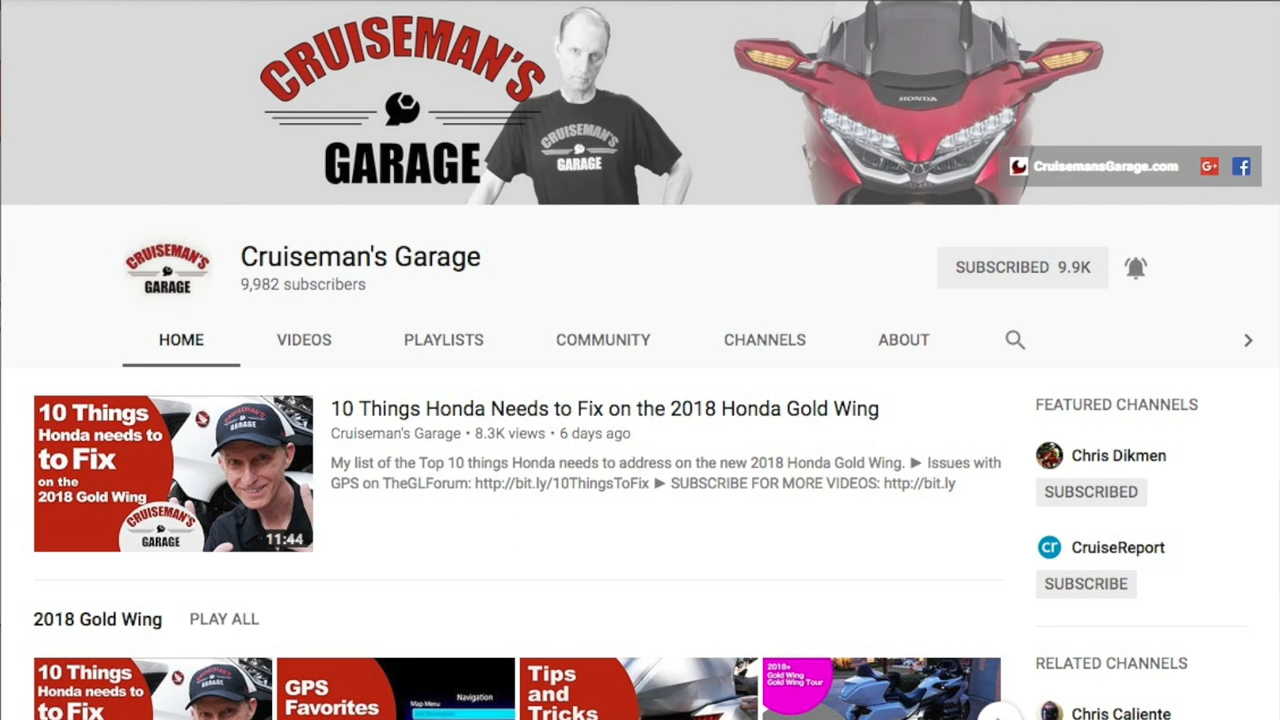 CRUISEMAN'S
GARAGE
CRUISEMAN'S
GARAGE
HONDA
CruisemansGarage.com
G+
f
CRUISEMAN'S
GARAGE
Cruiseman's Garage
9,982 subscribers
SUBSCRIBED 9.9K
HOME
VIDEOS
PLAYLISTS
COMMUNITY
CHANNELS
ABOUT
10 Things
Honda needs to
to Fix
on the
2018 Gold Wing
CRUISEMAN'S
GARAGE
CRUISEMAN'S
GARAGE
11:44
10 Things Honda Needs to Fix on the 2018 Honda Gold Wing
Cruiseman's Garage • 8.3K views • 6 days ago
My list of the Top 10 things Honda needs to address on the new 2018 Honda Gold Wing. ► Issues with
GPS on TheGLForum: http://bit.ly/10ThingsToFix ► SUBSCRIBE FOR MORE VIDEOS: http://bit.ly
FEATURED CHANNELS
Chris Dikmen
SUBSCRIBED
cr
CruiseReport
SUBSCRIBE
2018 Gold Wing PLAY ALL
10 Things
Honda needs to
to Fix
CRUISEMAN'S
GARAGE
GPS
Favorites
Map Menu
Navigation
Tips
and
Tricks
2018+
Gold Wing
Gold Wing Tour
RELATED CHANNELS
Chris Caliente